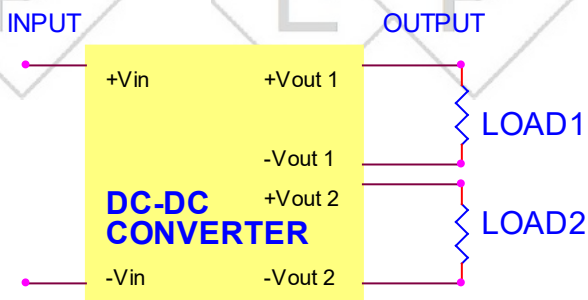 INPUT OUTPUT
+Vin +Vout 1
LOAD1
-Vout 1
+Vout 2
DC-DC
CONVERTER
LOAD2
-Vin -Vout 2